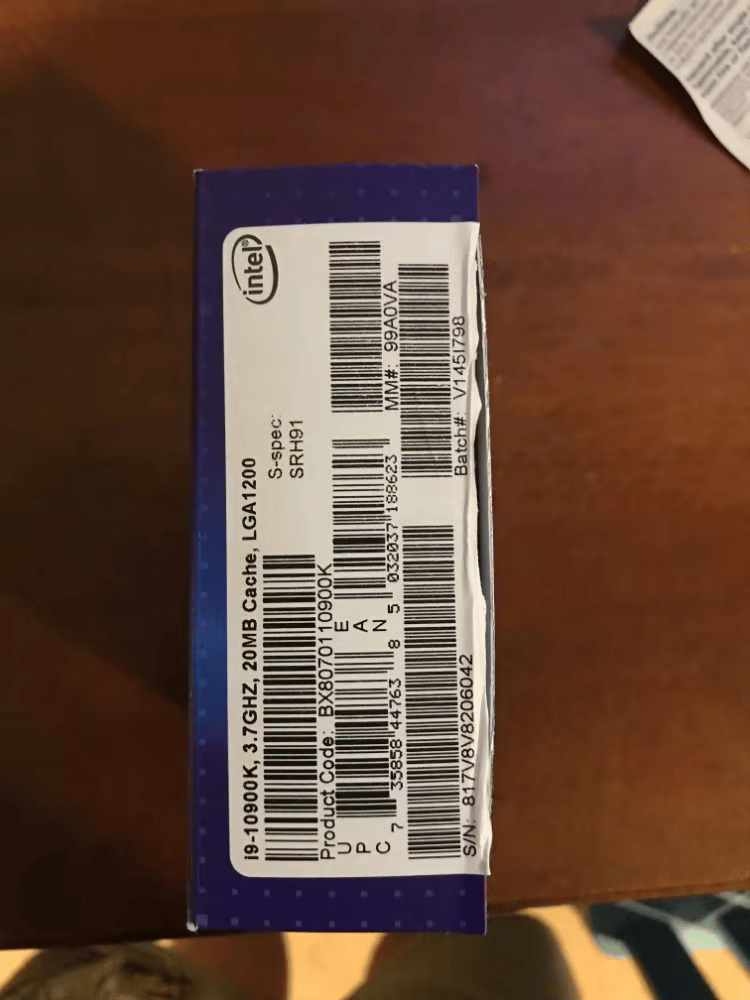 intel®
i9-10900K, 3.7GHZ, 20MB Cache, LGA1200
S-spec:
SRH91
Product Code: BX8070110900K
MM#: 99A0VA
UPC
7 35858 44763 8
EAN
5 032037 188623
S/N: 817V8V8206042
Batch#: V145I798